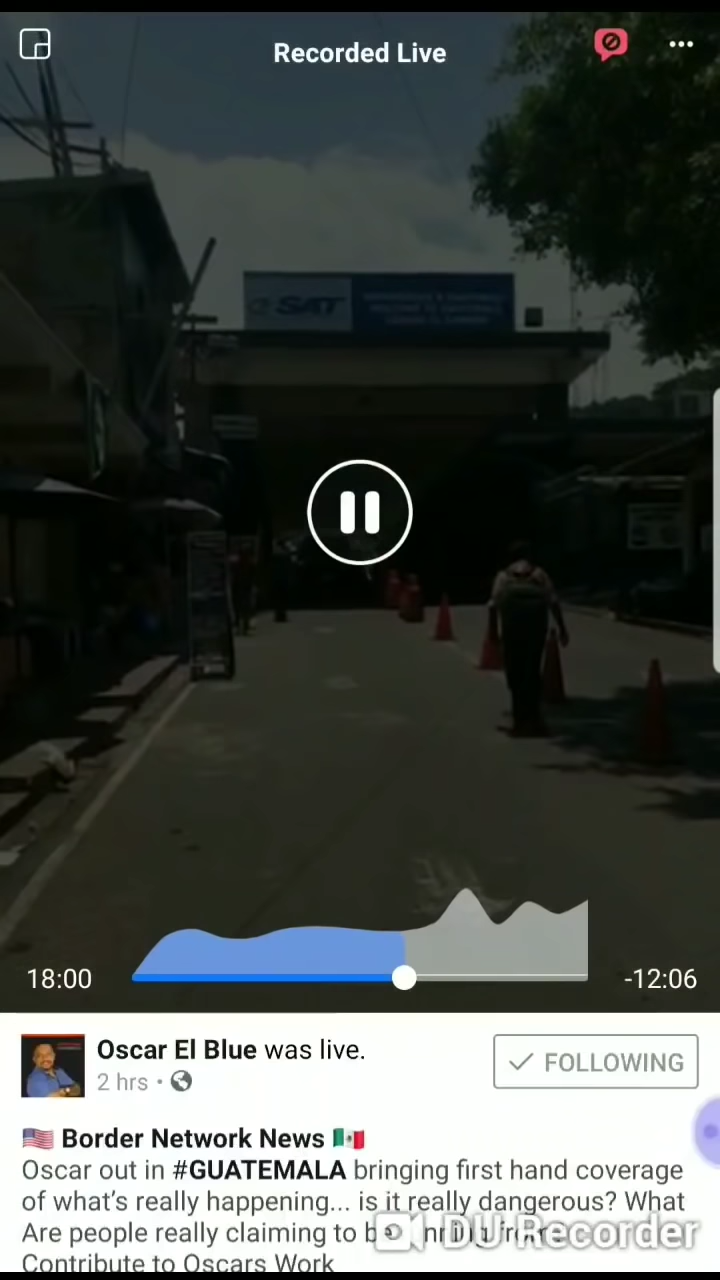 Recorded Live
SAT
18:00
-12:06
Oscar El Blue was live.
2 hrs
FOLLOWING
🇺🇸 Border Network News 🇲🇽
Oscar out in #GUATEMALA bringing first hand coverage
of what's really happening... is it really dangerous? What
Are people really claiming to be
DU Recorder
Contribute to Oscars Work